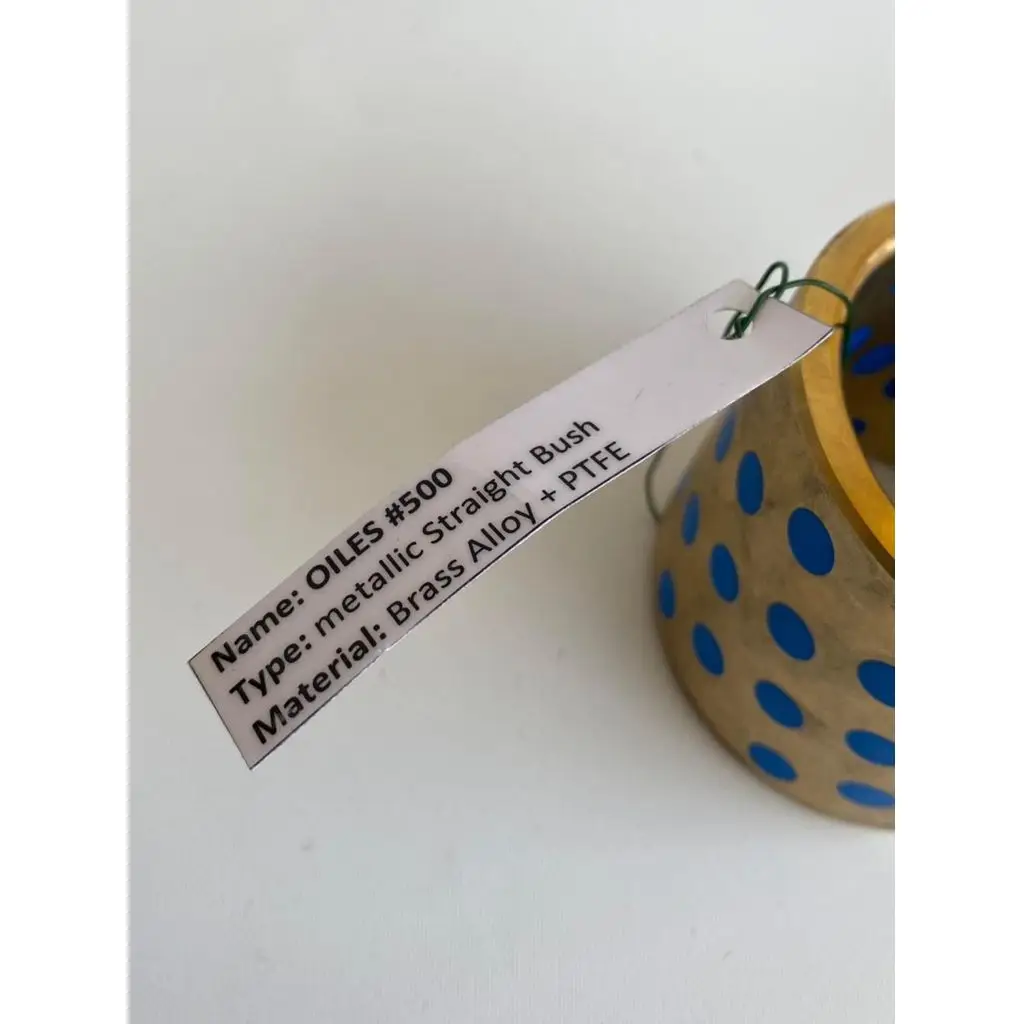 Name: OILES #500
Type: metallic Straight Bush
Material: Brass Alloy + PTFE